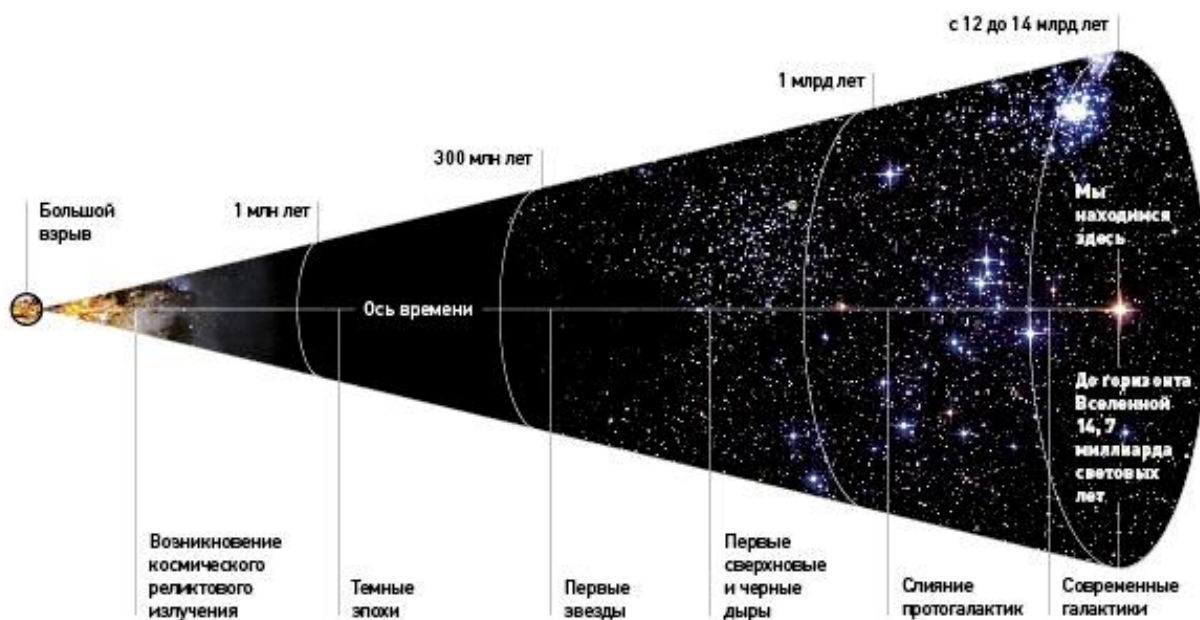 с 12 до 14 млрд лет
1 млрд лет
300 млн лет
1 млн лет
Большой
взрыв
Мы
находимся
здесь
Ось времени
До горизонта
Вселенной
14, 7
миллиарда
световых
лет
Возникновение
космического
реликтового
излучения
Темные
эпохи
Первые
звезды
Первые
сверхновые
и черные
дыры
Слияние
протогалактик
Современные
галактики